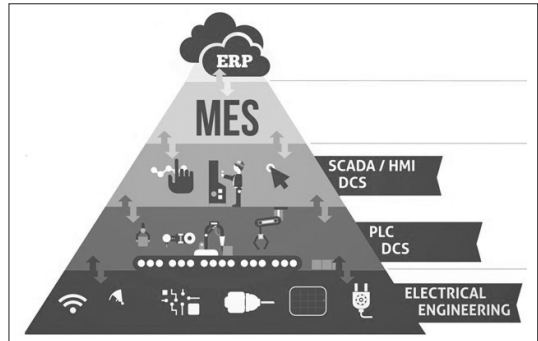 ERP
MES
SCADA / HMI
DCS
PLC
DCS
ELECTRICAL
ENGINEERING